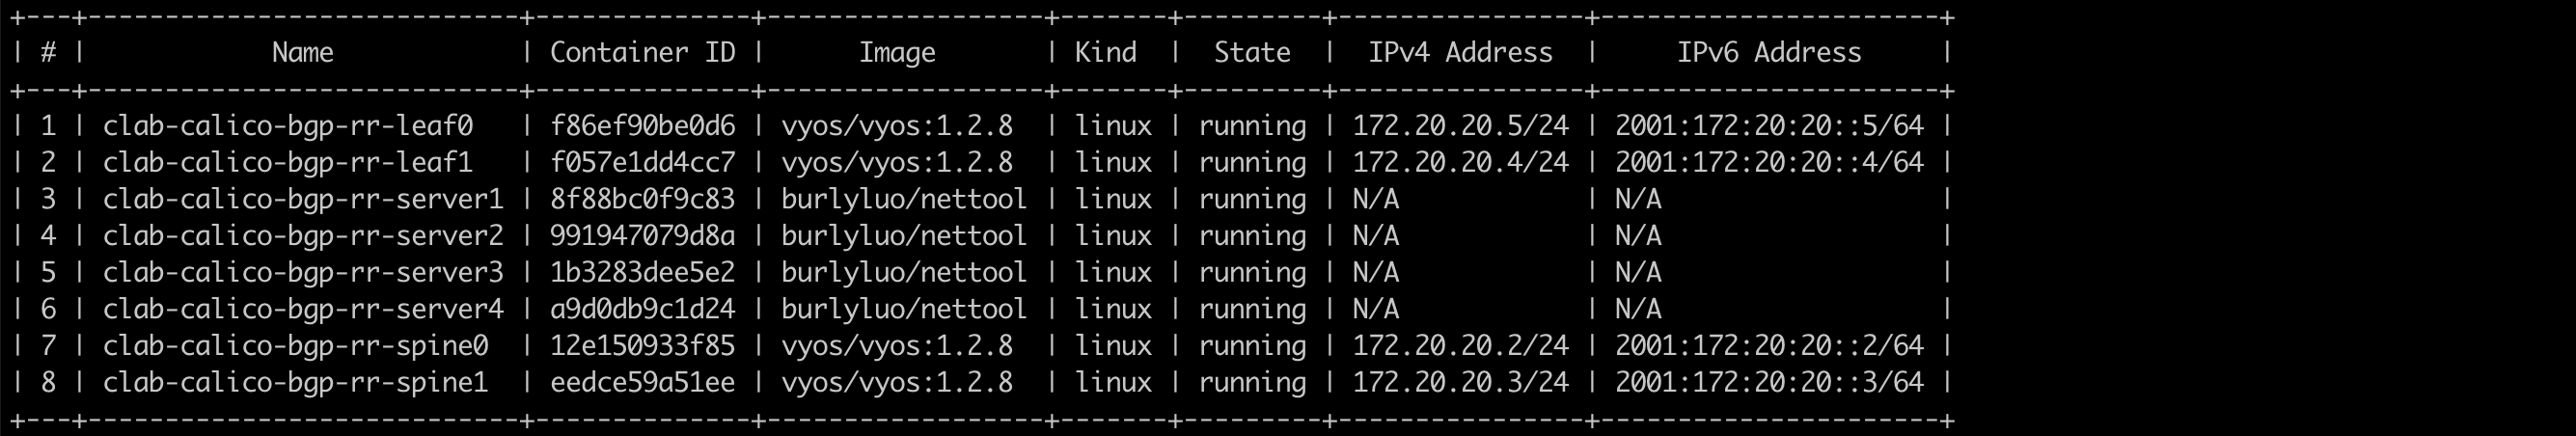 +---+----------------------------+--------------+------------------+-------+---------+----------------+----------------------+
| # |            Name            | Container ID |      Image       | Kind  |  State  |  IPv4 Address  |     IPv6 Address     |
+---+----------------------------+--------------+------------------+-------+---------+----------------+----------------------+
| 1 | clab-calico-bgp-rr-leaf0   | f86ef90be0d6 | vyos/vyos:1.2.8  | linux | running | 172.20.20.5/24 | 2001:172:20:20::5/64 |
| 2 | clab-calico-bgp-rr-leaf1   | f057e1dd4cc7 | vyos/vyos:1.2.8  | linux | running | 172.20.20.4/24 | 2001:172:20:20::4/64 |
| 3 | clab-calico-bgp-rr-server1 | 8f88bc0f9c83 | burlyluo/nettool | linux | running | N/A            | N/A                  |
| 4 | clab-calico-bgp-rr-server2 | 991947079d8a | burlyluo/nettool | linux | running | N/A            | N/A                  |
| 5 | clab-calico-bgp-rr-server3 | 1b3283dee5e2 | burlyluo/nettool | linux | running | N/A            | N/A                  |
| 6 | clab-calico-bgp-rr-server4 | a9d0db9c1d24 | burlyluo/nettool | linux | running | N/A            | N/A                  |
| 7 | clab-calico-bgp-rr-spine0  | 12e150933f85 | vyos/vyos:1.2.8  | linux | running | 172.20.20.2/24 | 2001:172:20:20::2/64 |
| 8 | clab-calico-bgp-rr-spine1  | eedce59a51ee | vyos/vyos:1.2.8  | linux | running | 172.20.20.3/24 | 2001:172:20:20::3/64 |
+---+----------------------------+--------------+------------------+-------+---------+----------------+----------------------+